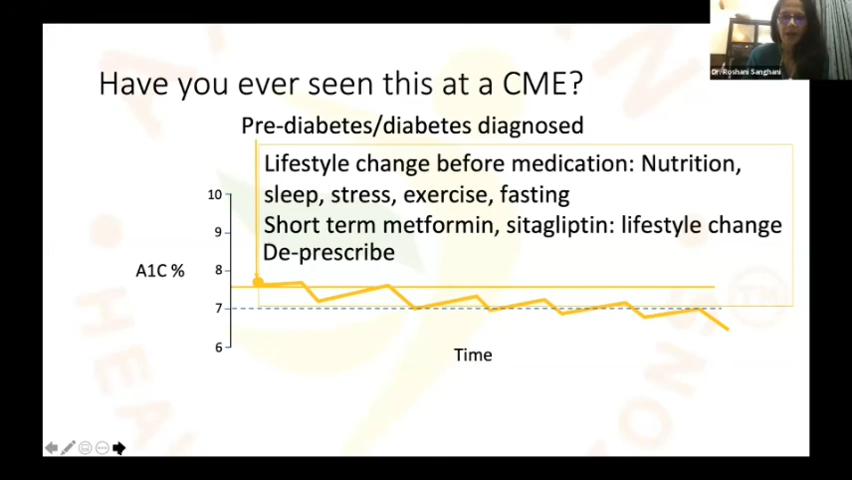 Dr. Roshani Sanghani
Have you ever seen this at a CME?
Pre-diabetes/diabetes diagnosed
Lifestyle change before medication: Nutrition,
sleep, stress, exercise, fasting
Short term metformin, sitagliptin: lifestyle change
De-prescribe
10
9
A1C %
8
7
6
Time